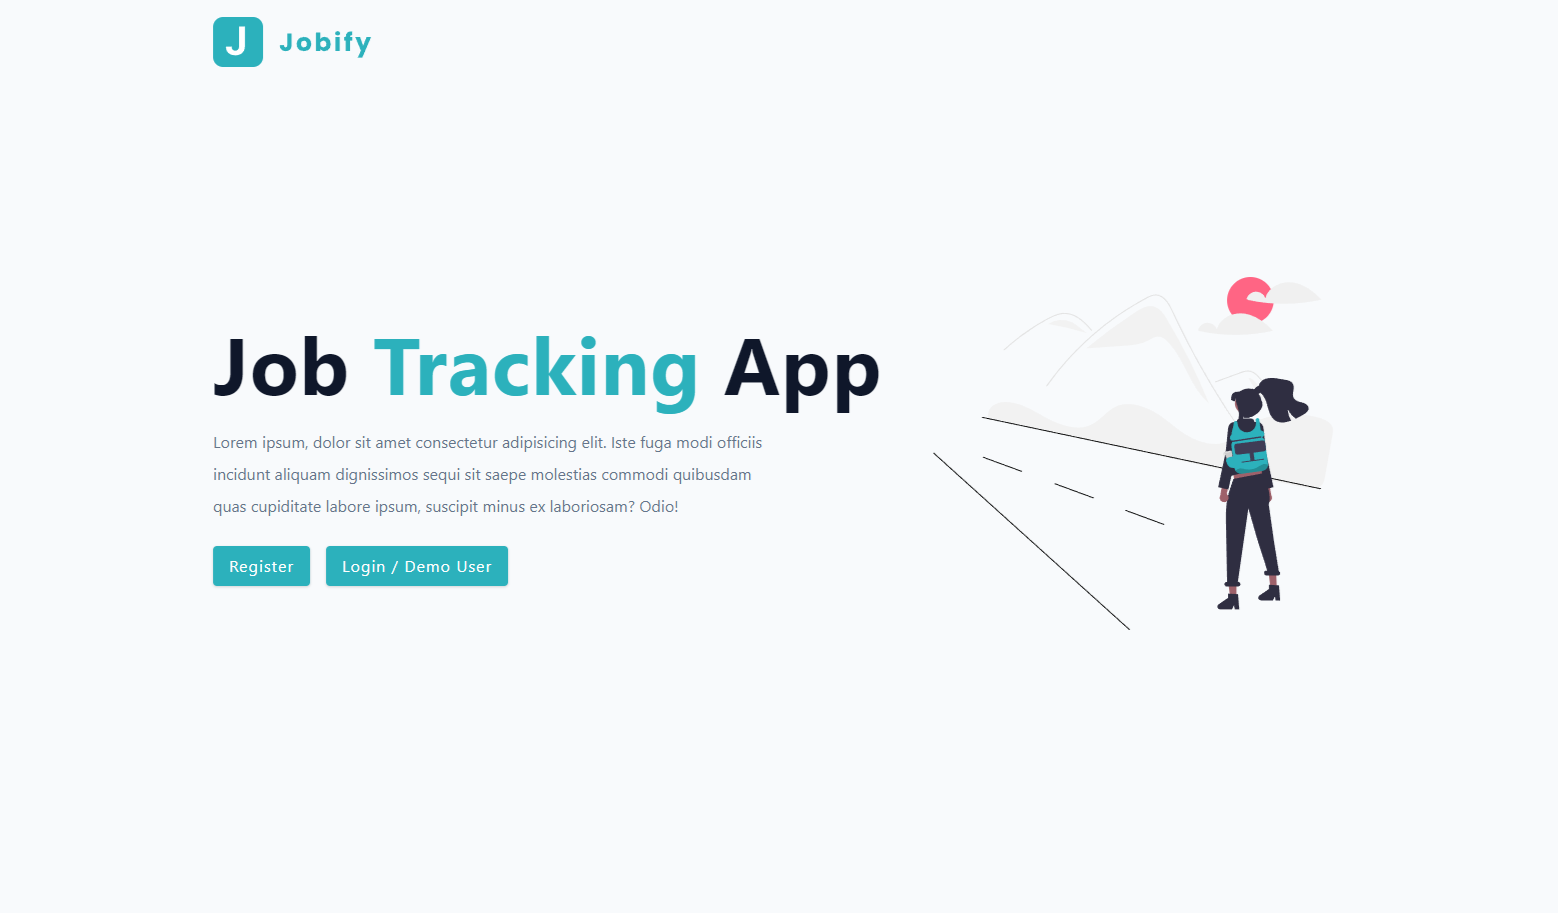 J Jobify
Job Tracking App
Lorem ipsum, dolor sit amet consectetur adipisicing elit. Iste fuga modi officiis
incidunt aliquam dignissimos sequi sit saepe molestias commodi quibusdam
quas cupiditate labore ipsum, suscipit minus ex laboriosam? Odio!
Register
Login / Demo User